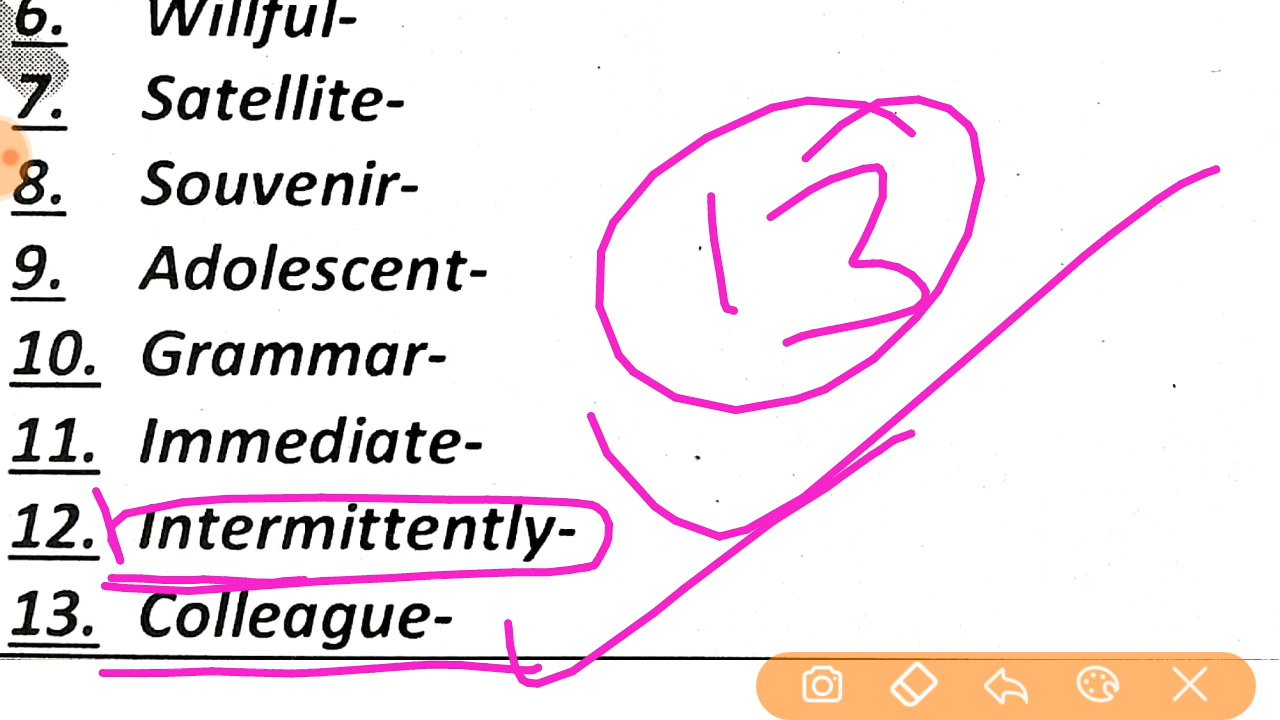 6. Willful-
7. Satellite-
8. Souvenir-
9. Adolescent-
10. Grammar-
11. Immediate-
12. Intermittently-
13. Colleague-
13